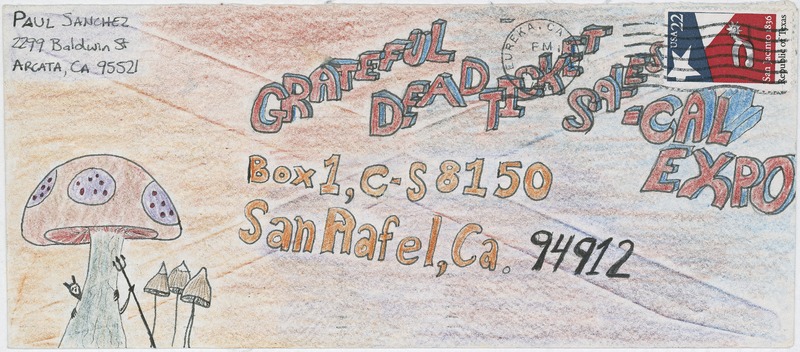 PAUL SANCHEZ
2299 Baldwin St
ARCATA, CA 95521
EUREKA, CA
PM
USA 22
San Jacinto 1836
Republic of Texas
GRATEFUL DEAD TICKET SALES
-CAL EXPO
Box 1, C-S 8150
San Rafel, Ca. 94912